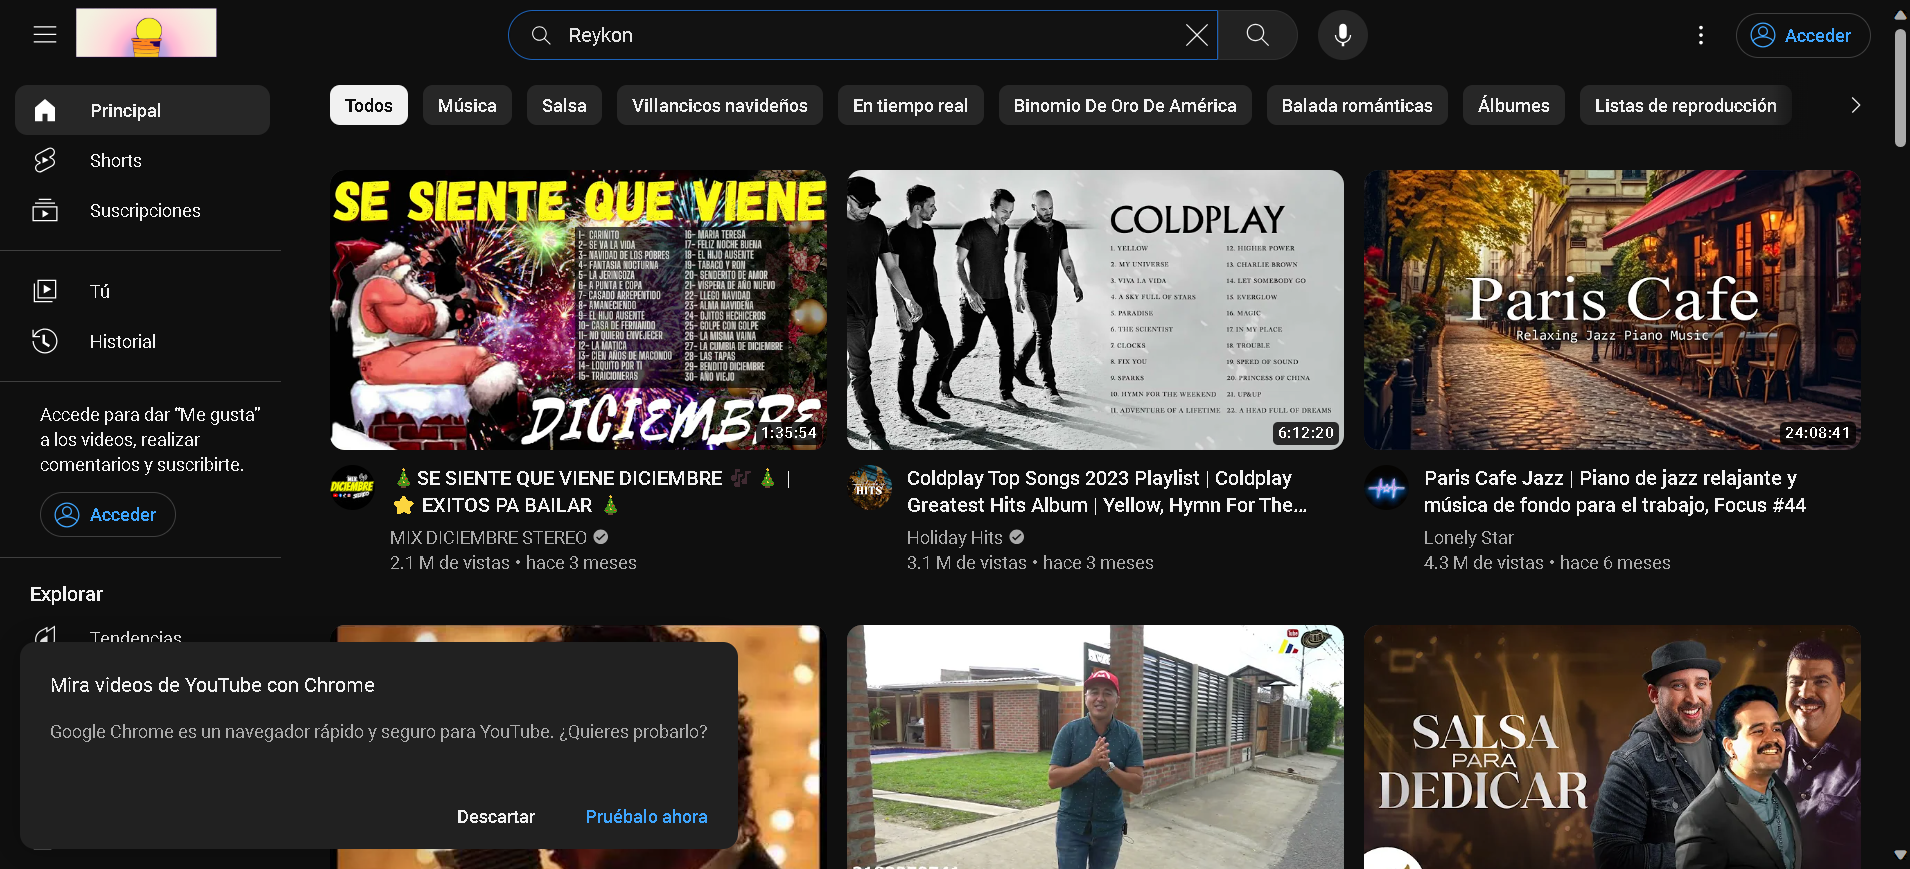 Reykon
Acceder
Principal
Shorts
Suscripciones
Tú
Historial
Accede para dar “Me gusta”
a los videos, realizar
comentarios y suscribirte.
Acceder
Explorar
Tendencias
Todos
Música
Salsa
Villancicos navideños
En tiempo real
Binomio De Oro De América
Balada románticas
Álbumes
Listas de reproducción
SE SIENTE QUE VIENE
1- CARIÑITO
2- SE VA LA VIDA
3- NAVIDAD DE LOS POBRES
4- FANTASIA NOCTURNA
5- LA JERINGOZA
6- A PUNTA E COPA
7- CASADO ARREPENTIDO
8- AMANECIENDO
9- EL HIJO AUSENTE
10- CASA DE FERNANDO
11- NO QUIERO ENVEJECER
12- LA MATICA
13- CIEN AÑOS DE MACONDO
14- LOQUITO POR TI
15- TRAICIONERAS
16- MARIA TERESA
17- FELIZ NOCHE BUENA
18- EL HIJO AUSENTE
19- TABACO Y RON
20- SENDERITO DE AMOR
21- VISPERA DE AÑO NUEVO
22- LLEGO NAVIDAD
23- ALMA NAVIDEÑA
24- OJITOS HECHICEROS
25- GOLPE CON GOLPE
26- LA MISMA VAINA
27- LA CUMBIA DE DICIEMBRE
28- LAS TAPAS
29- BENDITO DICIEMBRE
30- AÑO VIEJO
DICIEMBRE
1:35:54
🎄 SE SIENTE QUE VIENE DICIEMBRE 🎶 🎄 |
⭐ EXITOS PA BAILAR 🎄
MIX DICIEMBRE STEREO
2.1 M de vistas • hace 3 meses
COLDPLAY
1. YELLOW
2. MY UNIVERSE
3. VIVA LA VIDA
4. A SKY FULL OF STARS
5. PARADISE
6. THE SCIENTIST
7. CLOCKS
8. FIX YOU
9. SPARKS
10. HYMN FOR THE WEEKEND
11. ADVENTURE OF A LIFETIME
12. HIGHER POWER
13. CHARLIE BROWN
14. LET SOMEBODY GO
15. EVERGLOW
16. MAGIC
17. IN MY PLACE
18. TROUBLE
19. SPEED OF SOUND
20. PRINCESS OF CHINA
21. UP&UP
22. A HEAD FULL OF DREAMS
6:12:20
HITS
Coldplay Top Songs 2023 Playlist | Coldplay
Greatest Hits Album | Yellow, Hymn For The...
Holiday Hits
3.1 M de vistas • hace 3 meses
Paris Cafe
Relaxing Jazz Piano Music
24:08:41
Paris Cafe Jazz | Piano de jazz relajante y
música de fondo para el trabajo, Focus #44
Lonely Star
4.3 M de vistas • hace 6 meses
Mira videos de YouTube con Chrome
Google Chrome es un navegador rápido y seguro para YouTube. ¿Quieres probarlo?
Descartar
Pruébalo ahora
SALSA
PARA
DEDICAR